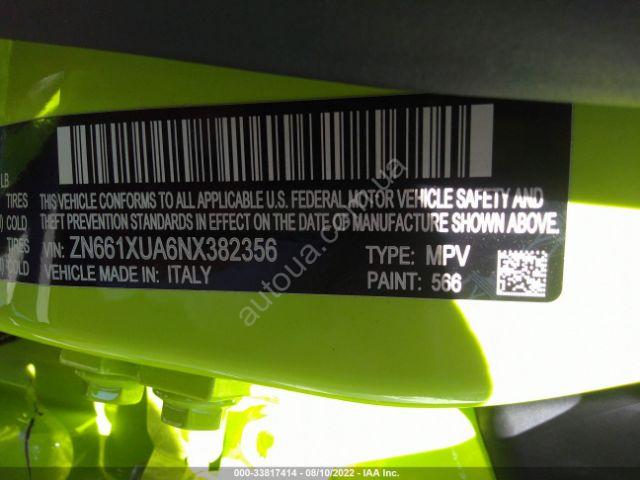 LB
TIRES
COLD
TIRES
COLD
THIS VEHICLE CONFORMS TO ALL APPLICABLE U.S. FEDERAL MOTOR VEHICLE SAFETY AND
THEFT PREVENTION STANDARDS IN EFFECT ON THE DATE OF MANUFACTURE SHOWN ABOVE.
VIN: ZN661XUA6NX382356 TYPE: MPV
VEHICLE MADE IN: ITALY PAINT: 566
autoua.com.ua
000-33817414 - 08/10/2022 - IAA Inc.